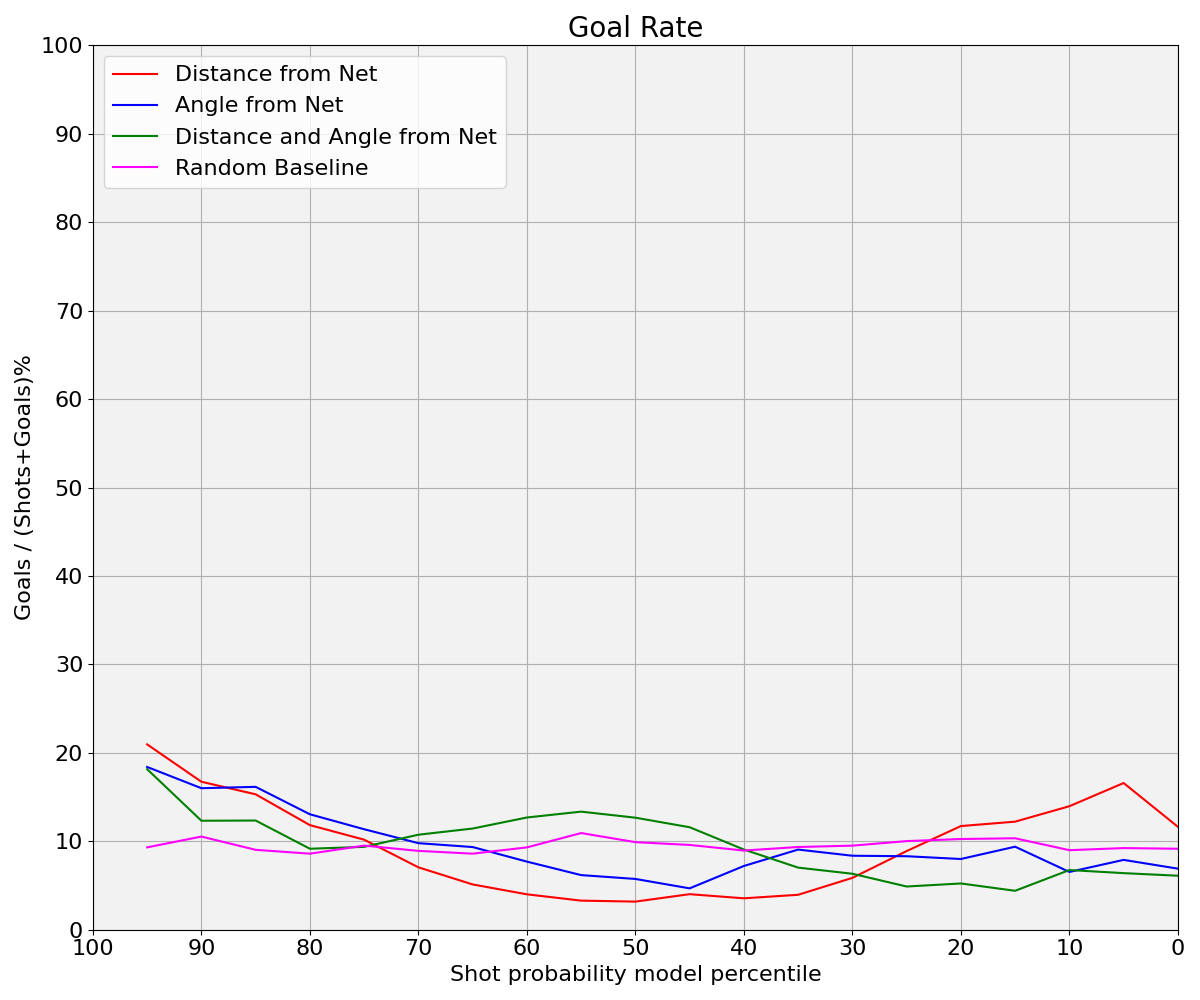 Goal Rate
100
90
80
70
60
50
40
30
20
10
0
Goals / (Shots+Goals)%
Distance from Net
Angle from Net
Distance and Angle from Net
Random Baseline
100 90 80 70 60 50 40 30 20 10 0
Shot probability model percentile